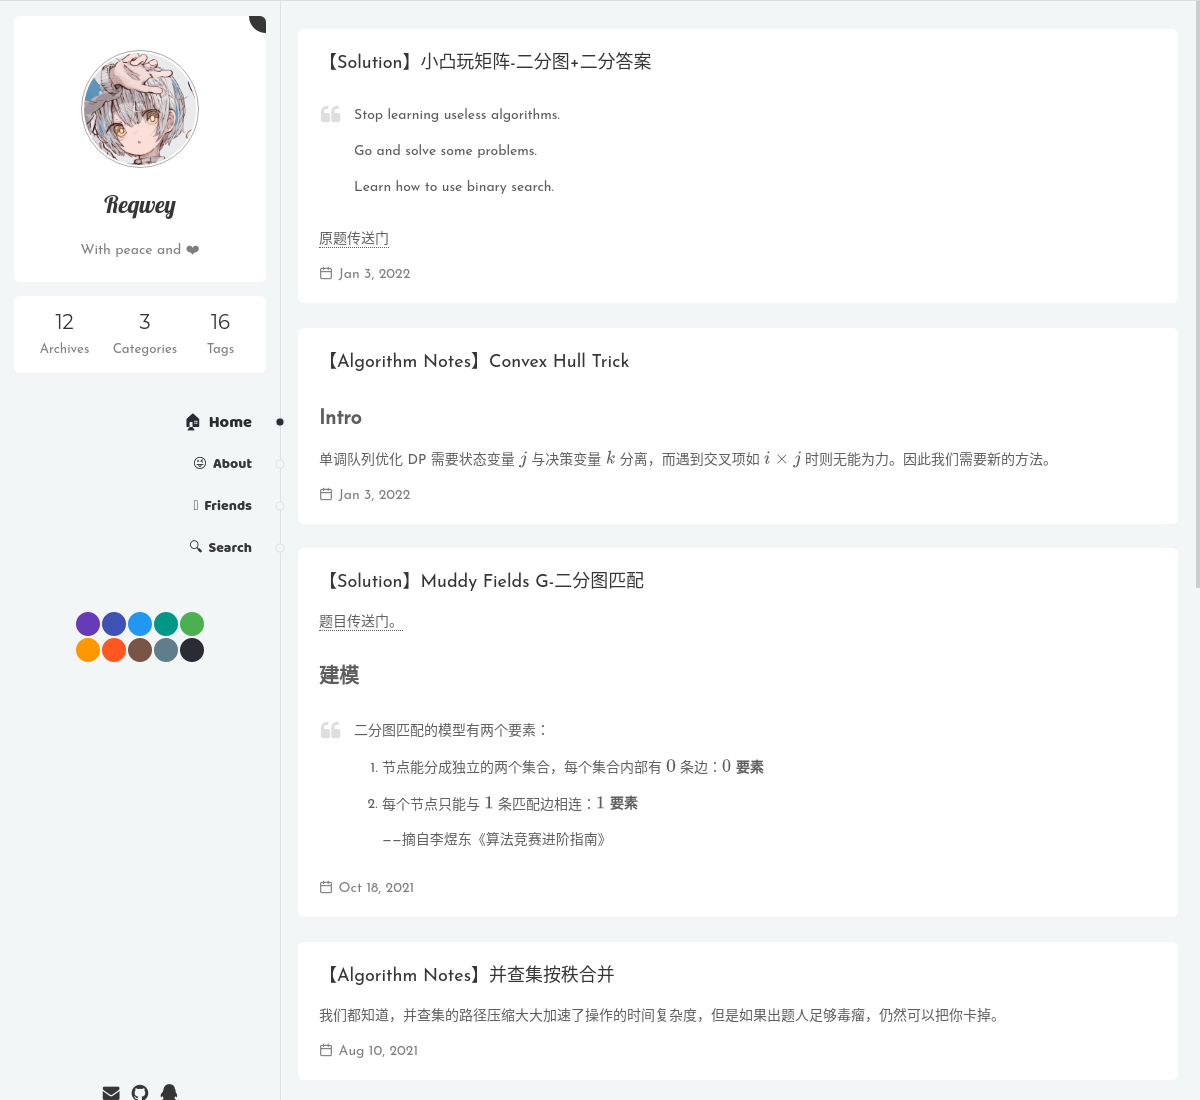 Reqwey
With peace and ❤
12 3 16
Archives Categories Tags
🏠 Home
😜 About
Friends
🔍 Search
【Solution】小凸玩矩阵-二分图+二分答案
Stop learning useless algorithms.
Go and solve some problems.
Learn how to use binary search.
原题传送门
Jan 3, 2022
【Algorithm Notes】Convex Hull Trick
Intro
单调队列优化 DP 需要状态变量 j 与决策变量 k 分离，而遇到交叉项如 i × j 时则无能为力。因此我们需要新的方法。
Jan 3, 2022
【Solution】Muddy Fields G-二分图匹配
题目传送门。
建模
二分图匹配的模型有两个要素：
1. 节点能分成独立的两个集合，每个集合内部有 0 条边：0 要素
2. 每个节点只能与 1 条匹配边相连：1 要素
——摘自李煜东《算法竞赛进阶指南》
Oct 18, 2021
【Algorithm Notes】并查集按秩合并
我们都知道，并查集的路径压缩大大加速了操作的时间复杂度，但是如果出题人足够毒瘤，仍然可以把你卡掉。
Aug 10, 2021